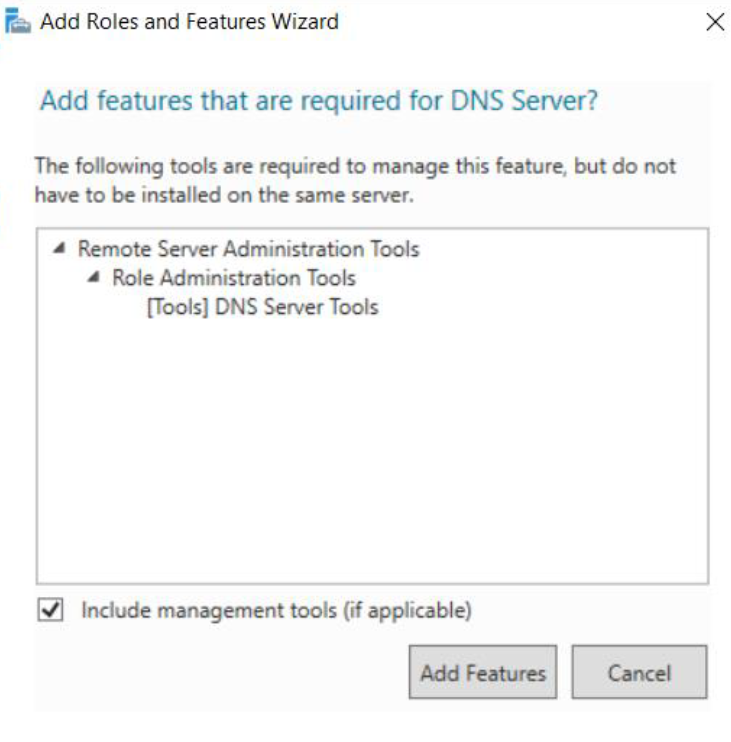 Add Roles and Features Wizard
Add features that are required for DNS Server?
The following tools are required to manage this feature, but do not
have to be installed on the same server.
Remote Server Administration Tools
Role Administration Tools
[Tools] DNS Server Tools
Include management tools (if applicable)
Add Features
Cancel